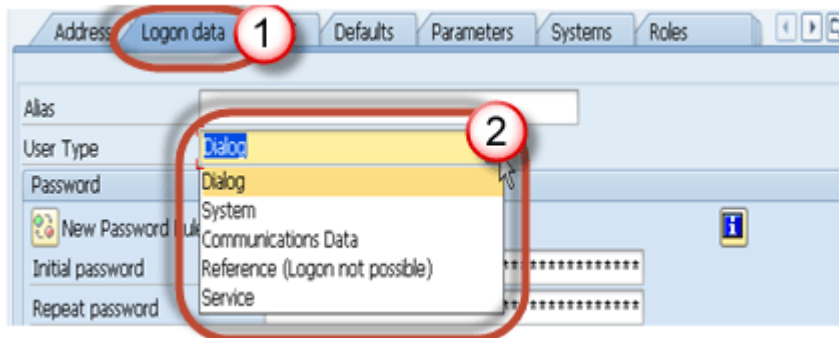 Address Logon data 1 Defaults Parameters Systems Roles
Alias
User Type Dialog 2
Password Dialog
System
New Password Communications Data
Initial password Reference (Logon not possible) **************
Repeat password Service **************